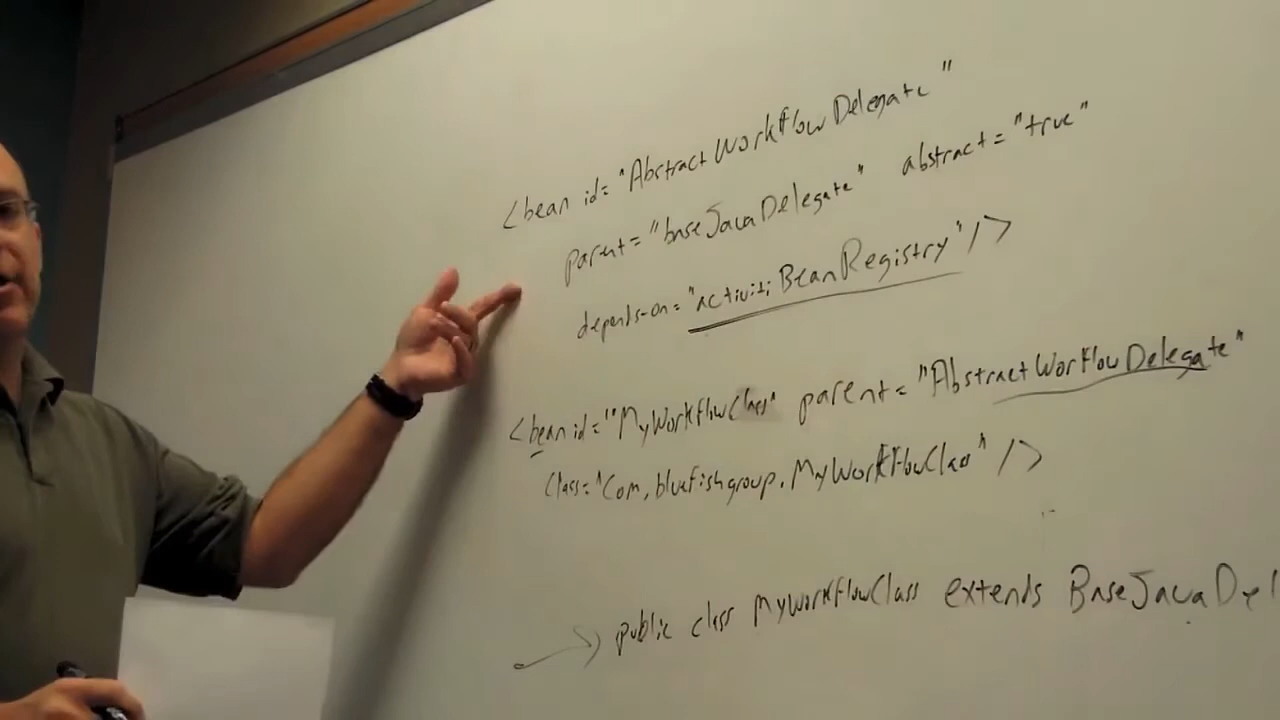 <bean id="AbstractWorkflowDelegate"
parent="baseJavaDelegate" abstract="true"
depends-on="activitiBeanRegistry"/>
<bean id="MyWorkflowClass" parent="AbstractWorFlowDelegate"
class="com.bluefishgroup.MyWorkflowClass"/>
public class MyWorkflowClass extends BaseJavaDel